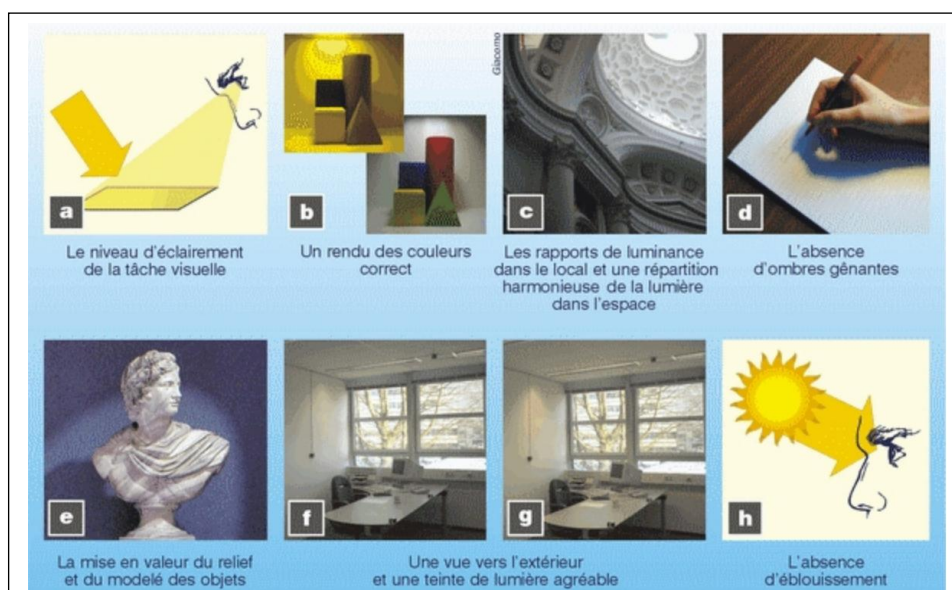 Giacomo
a
b
c
d
Le niveau d'éclairement
de la tâche visuelle
Un rendu des couleurs
correct
Les rapports de luminance
dans le local et une répartition
harmonieuse de la lumière
dans l'espace
L'absence
d'ombres gênantes
e
f
g
h
La mise en valeur du relief
et du modelé des objets
Une vue vers l'extérieur
et une teinte de lumière agréable
L'absence
d'éblouissement